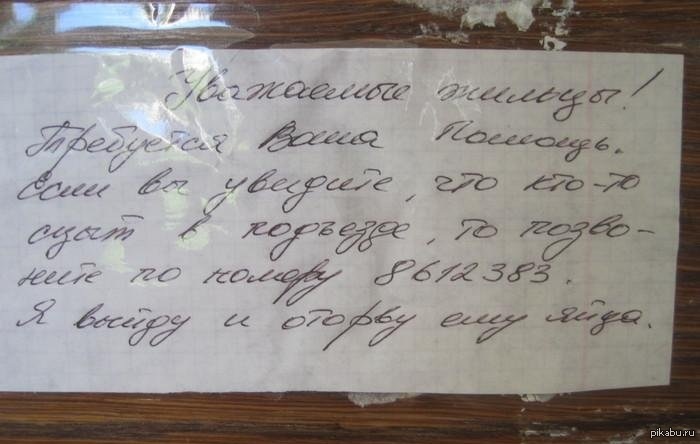 Уважаемые жильцы!
Требуется Ваша Помощь.
Если вы увидите, что кто-то
сцыт в подъезде, то позво-
ните по номеру 8612383.
Я выйду и оторву ему яйца.
pikabu.ru